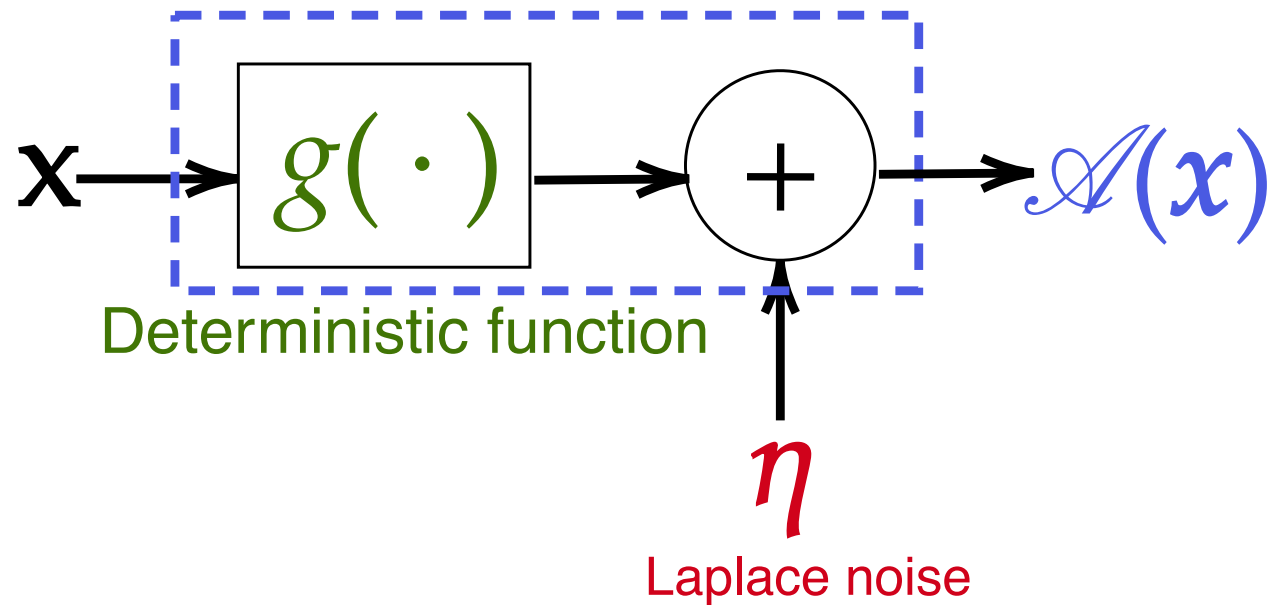 x
g( · )
+
𝒜(x)
Deterministic function
η
Laplace noise